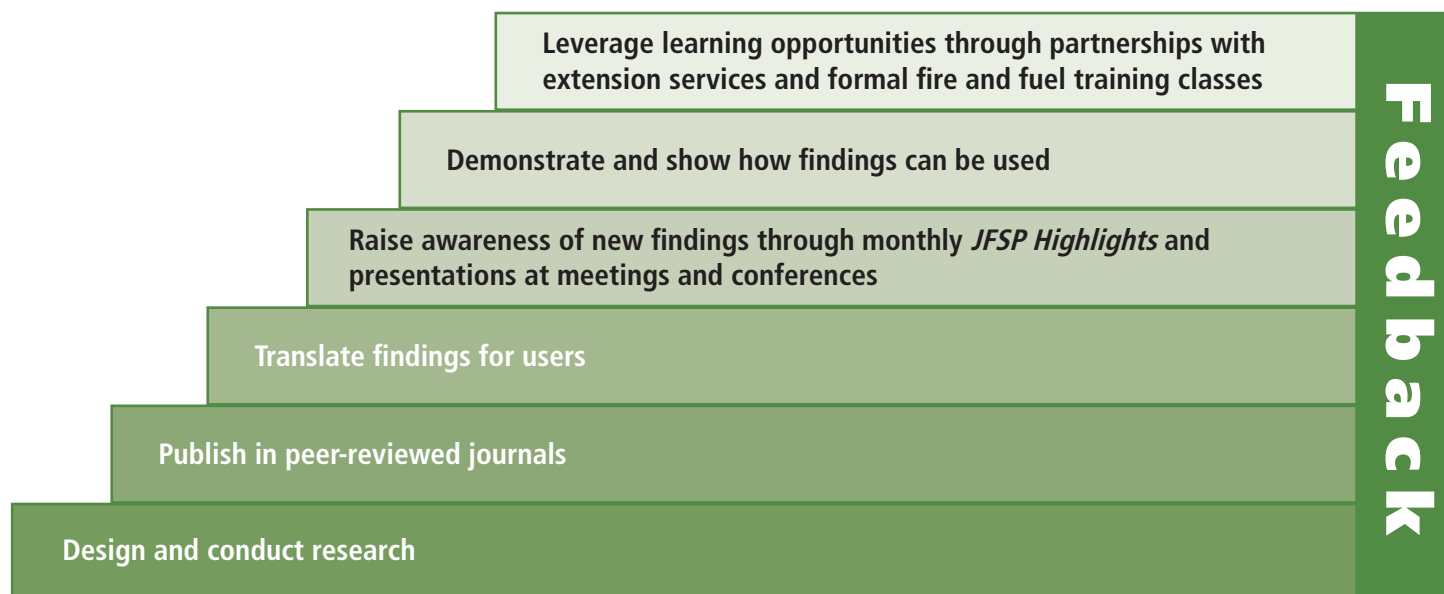 Leverage learning opportunities through partnerships with
extension services and formal fire and fuel training classes
Demonstrate and show how findings can be used
Raise awareness of new findings through monthly JFSP Highlights and
presentations at meetings and conferences
Translate findings for users
Publish in peer-reviewed journals
Design and conduct research
Feedback